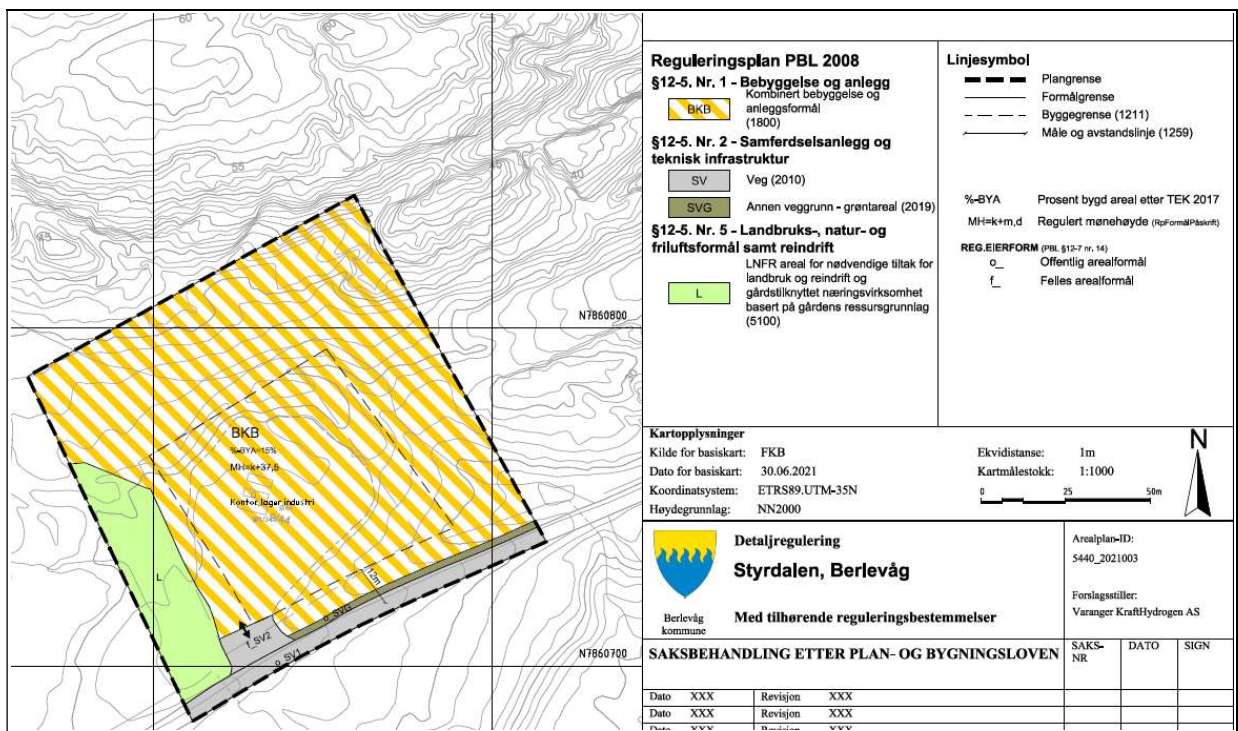 60
60
55
40
45
N7860800
BKB
%-BYA=15%
MH=k+37,5
Kontor, lager, industri
L
12m
o_SVG
f_SV2
o_SV1
N7860700
Reguleringsplan PBL 2008
§12-5. Nr. 1 - Bebyggelse og anlegg
BKB
Kombinert bebyggelse og
anleggsformål
(1800)
§12-5. Nr. 2 - Samferdselsanlegg og
teknisk infrastruktur
SV
Veg (2010)
SVG
Annen veggrunn - grøntareal (2019)
§12-5. Nr. 5 - Landbruks-, natur- og
friluftsformål samt reindrift
LNFR areal for nødvendige tiltak for
landbruk og reindrift og
L
gårdstilknyttet næringsvirksomhet
basert på gårdens ressursgrunnlag
(5100)
Linjesymbol
Plangrense
Formålgrense
Byggegrense (1211)
Måle og avstandslinje (1259)
%-BYA Prosent bygd areal etter TEK 2017
MH=k+m,d Regulert mønehøyde (RpFormålPåskrift)
REG.EIERFORM (PBL §12-7 nr. 14)
o_ Offentlig arealformål
f_ Felles arealformål
Kartopplysninger
Kilde for basiskart: FKB
Dato for basiskart: 30.06.2021
Koordinatsystem: ETRS89.UTM-35N
Høydegrunnlag: NN2000
Ekvidistanse: 1m
Kartmålestokk: 1:1000
0 25 50m
N
Detaljregulering
Styrdalen, Berlevåg
Med tilhørende reguleringsbestemmelser
Berlevåg
kommune
Arealplan-ID:
5440_2021003
Forslagsstiller:
Varanger KraftHydrogen AS
SAKSBEHANDLING ETTER PLAN- OG BYGNINGSLOVEN
SAKS-
NR
DATO
SIGN
Dato XXX Revisjon XXX
Dato XXX Revisjon XXX
Dato XXX Revisjon XXX